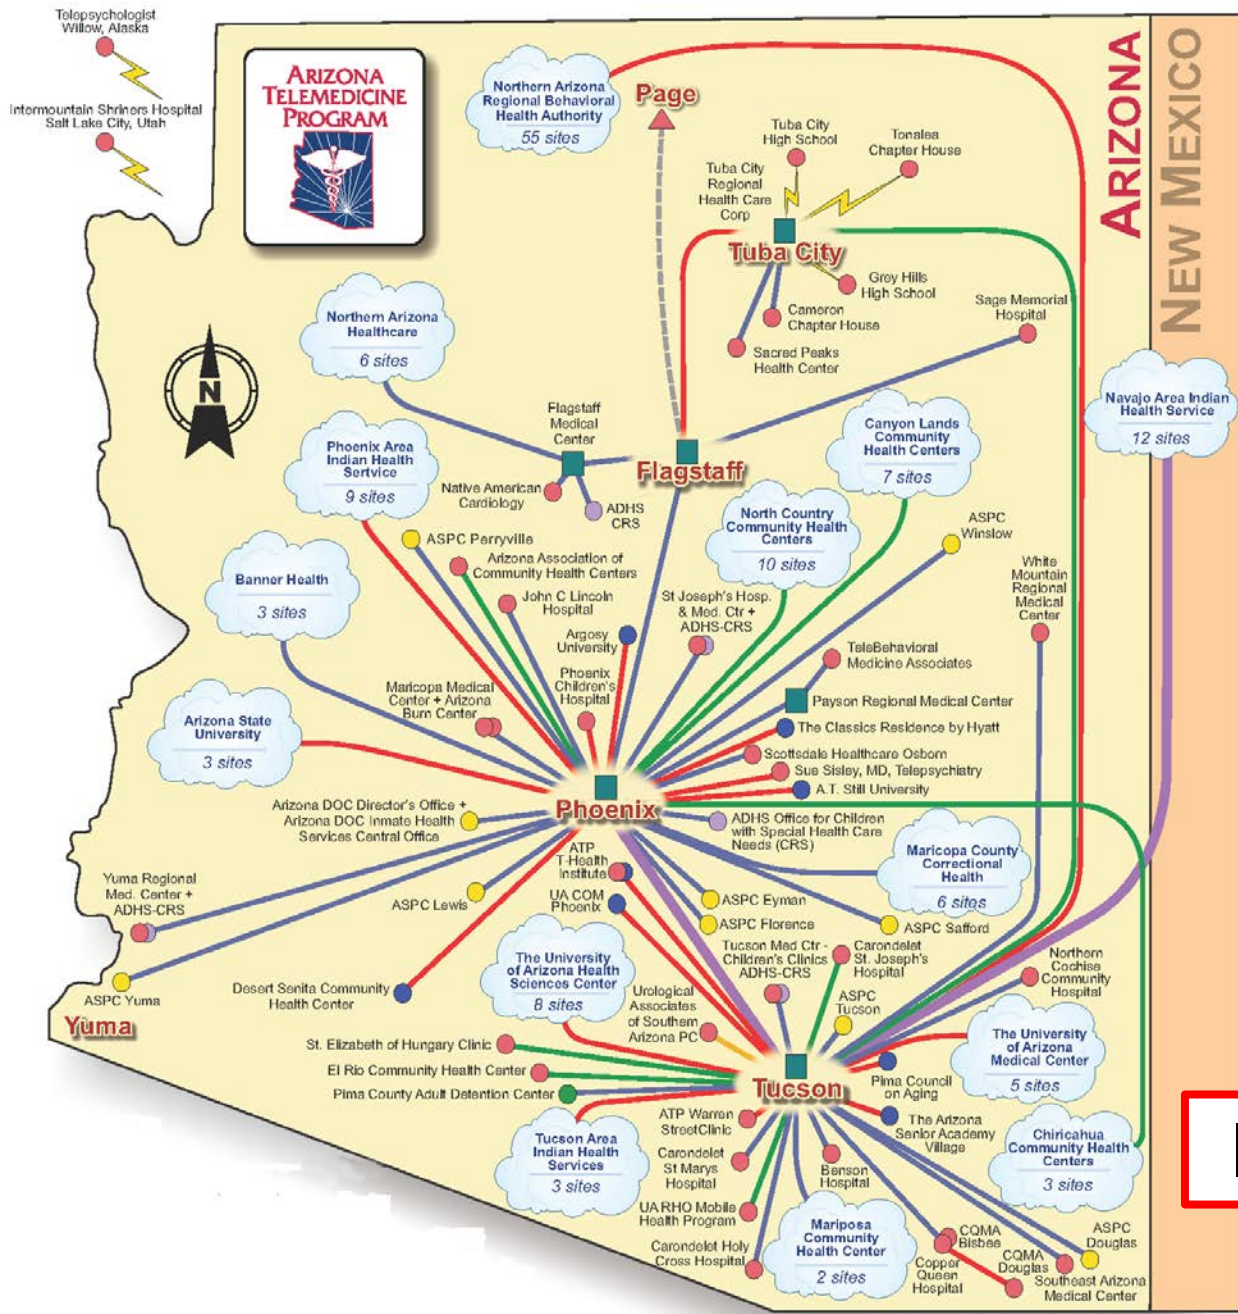 Telepsychologist
Willow, Alaska
Intermountain Shriners Hospital
Salt Lake City, Utah
ARIZONA
TELEMEDICINE
PROGRAM
Northern Arizona
Regional Behavioral
Health Authority
55 sites
Page
Tuba City
High School
Tonalea
Chapter House
Tuba City
Regional
Health Care
Corp
Tuba City
Grey Hills
High School
Cameron
Chapter House
Sacred Peaks
Health Center
Sage Memorial
Hospital
ARIZONA
NEW MEXICO
Northern Arizona
Healthcare
6 sites
N
Flagstaff
Medical
Center
Flagstaff
Native American
Cardiology
ADHS
CRS
Phoenix Area
Indian Health
Sertvice
9 sites
Canyon Lands
Community
Health Centers
7 sites
Navajo Area Indian
Health Service
12 sites
North Country
Community Health
Centers
10 sites
ASPC
Winslow
White
Mountain
Regional
Medical
Center
ASPC Perryville
Arizona Association of
Community Health Centers
John C Lincoln
Hospital
Banner Health
3 sites
Argosy
University
St Joseph's Hosp.
& Med. Ctr +
ADHS-CRS
TeleBehavioral
Medicine Associates
Phoenix
Children's
Hospital
Maricopa Medical
Center + Arizona
Burn Center
Payson Regional Medical Center
The Classics Residence by Hyatt
Arizona State
University
3 sites
Scottsdale Healthcare Osborn
Sue Sisley, MD, Telepsychiatry
A.T. Still University
Phoenix
Arizona DOC Director's Office +
Arizona DOC Inmate Health
Services Central Office
ADHS Office for Children
with Special Health Care
Needs (CRS)
Maricopa County
Correctional
Health
6 sites
ATP
T-Health
Institute
UA COM
Phoenix
Yuma Regional
Med. Center +
ADHS-CRS
ASPC Lewis
ASPC Eyman
ASPC Florence
ASPC Safford
ASPC Yuma
Yuma
Desert Senita Community
Health Center
The University
of Arizona Health
Sciences Center
8 sites
Tucson Med Ctr -
Children's Clinics
ADHS-CRS
Carondelet
St. Joseph's
Hospital
Northern
Cochise
Community
Hospital
Urological
Associates
of Southern
Arizona PC
ASPC
Tucson
St. Elizabeth of Hungary Clinic
El Rio Community Health Center
Pima County Adult Detention Center
Tucson
The University
of Arizona
Medical Center
5 sites
Pima Council
on Aging
The Arizona
Senior Academy
Village
Tucson Area
Indian Health
Services
3 sites
ATP Warren
StreetClinic
Carondelet
St Marys
Hospital
Benson
Hospital
Chiricahua
Community Health
Centers
3 sites
UA RHO Mobile
Health Program
Carondelet Holy
Cross Hospital
Mariposa
Community
Health Center
2 sites
CQMA
Bisbee
Copper
Queen
Hospital
CQMA
Douglas
ASPC
Douglas
Southeast Arizona
Medical Center